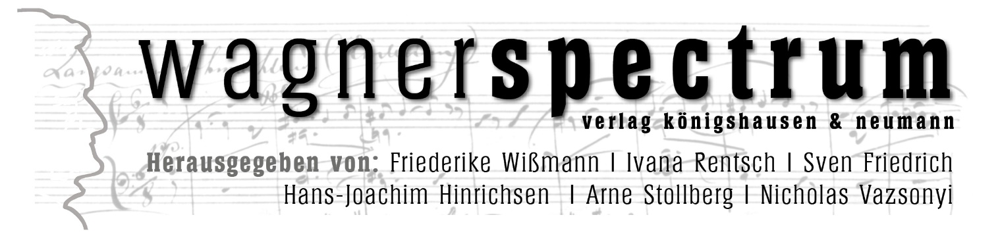 wagnerspectrum
verlag königshausen & neumann
Herausgegeben von: Friederike Wißmann | Ivana Rentsch | Sven Friedrich
Hans-Joachim Hinrichsen | Arne Stollberg | Nicholas Vazsonyi